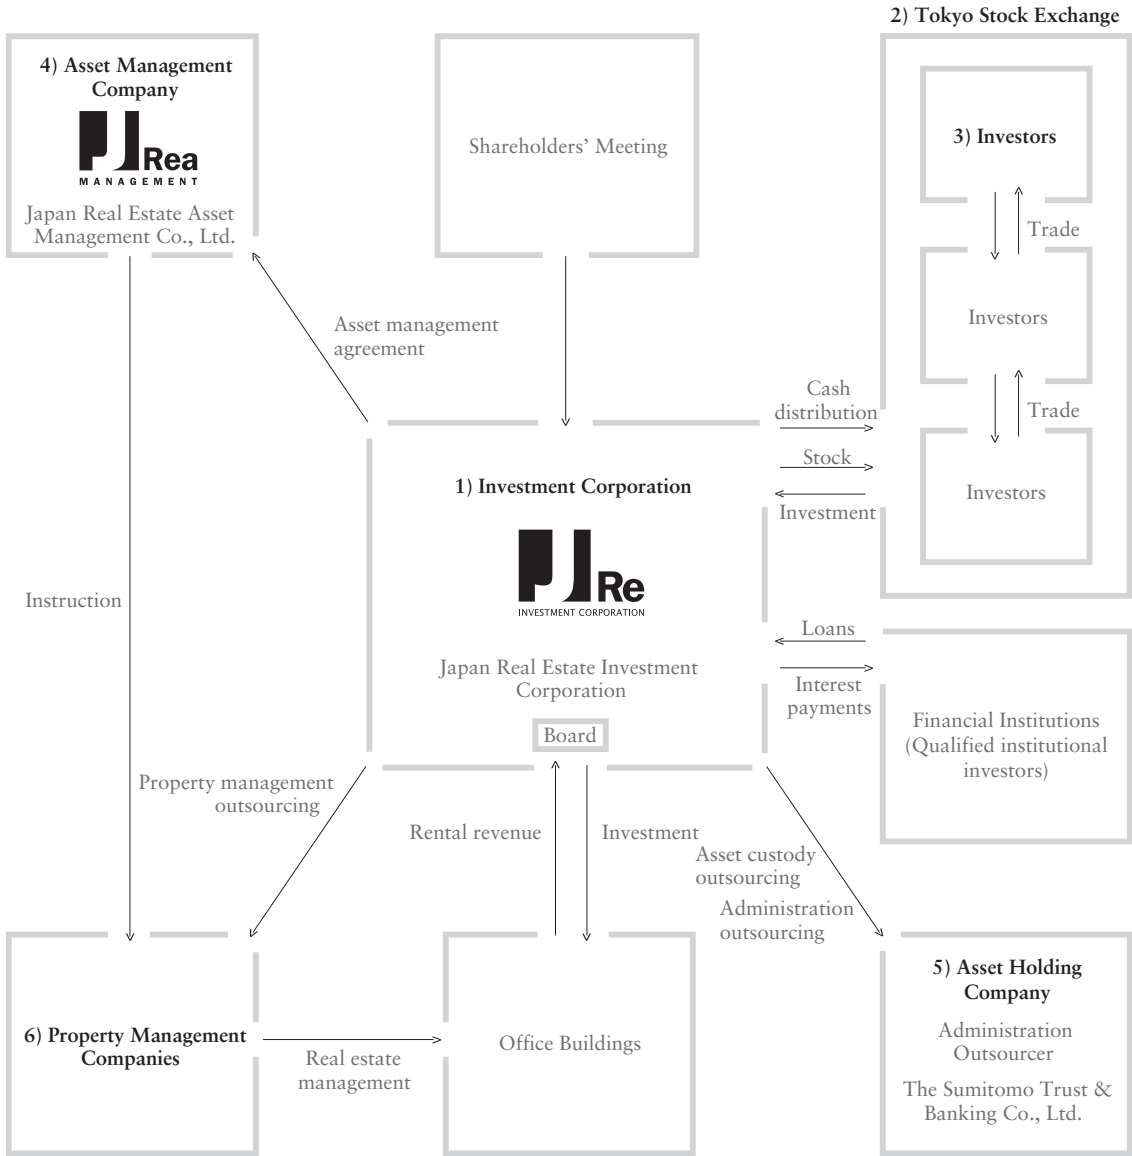 2) Tokyo Stock Exchange
4) Asset Management
Company
Rea
MANAGEMENT
Japan Real Estate Asset
Management Co., Ltd.
Shareholders’ Meeting
3) Investors
Trade
Investors
Trade
Investors
Asset management
agreement
Cash
distribution
Stock
Investment
1) Investment Corporation
Re
INVESTMENT CORPORATION
Japan Real Estate Investment
Corporation
Board
Instruction
Loans
Interest
payments
Financial Institutions
(Qualified institutional
investors)
Property management
outsourcing
Rental revenue
Investment
Asset custody
outsourcing
Administration
outsourcing
6) Property Management
Companies
Real estate
management
Office Buildings
5) Asset Holding
Company
Administration
Outsourcer
The Sumitomo Trust &
Banking Co., Ltd.